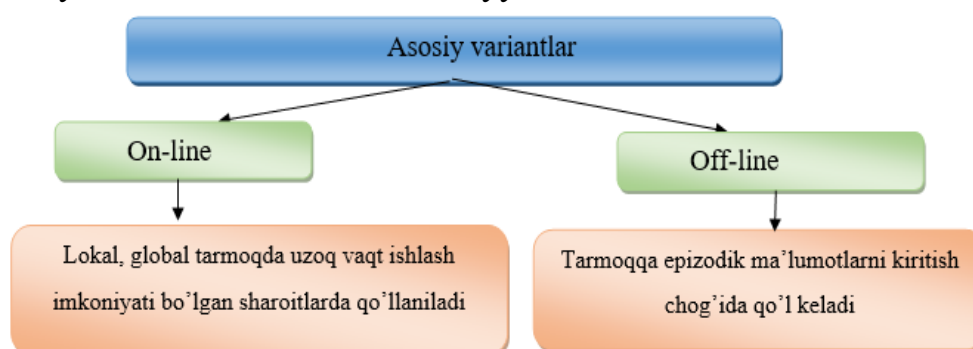 Asosiy variantlar
On-line
Off-line
Lokal, global tarmoqda uzoq vaqt ishlash
imkoniyati bo’lgan sharoitlarda qo’llaniladi
Tarmoqqa epizodik ma’lumotlarni kiritish
chog’ida qo’l keladi